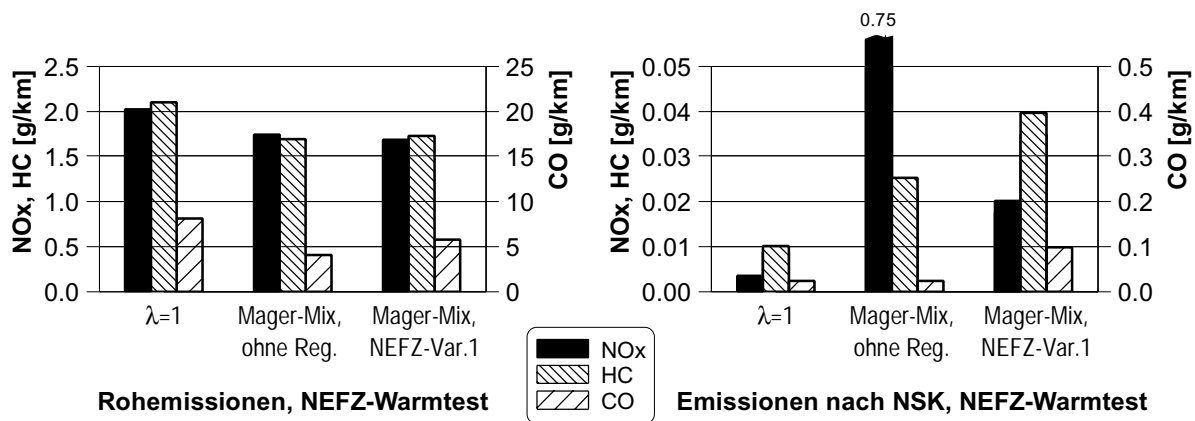 0.75
NOx, HC [g/km]
2.5
2.0
1.5
1.0
0.5
0.0
25
20
15
10
5
0
CO [g/km]
λ=1
Mager-Mix,
ohne Reg.
Mager-Mix,
NEFZ-Var.1
Rohemissionen, NEFZ-Warmtest
NOx, HC [g/km]
0.05
0.04
0.03
0.02
0.01
0.00
0.5
0.4
0.3
0.2
0.1
0.0
CO [g/km]
λ=1
Mager-Mix,
ohne Reg.
Mager-Mix,
NEFZ-Var.1
Emissionen nach NSK, NEFZ-Warmtest
NOx
HC
CO